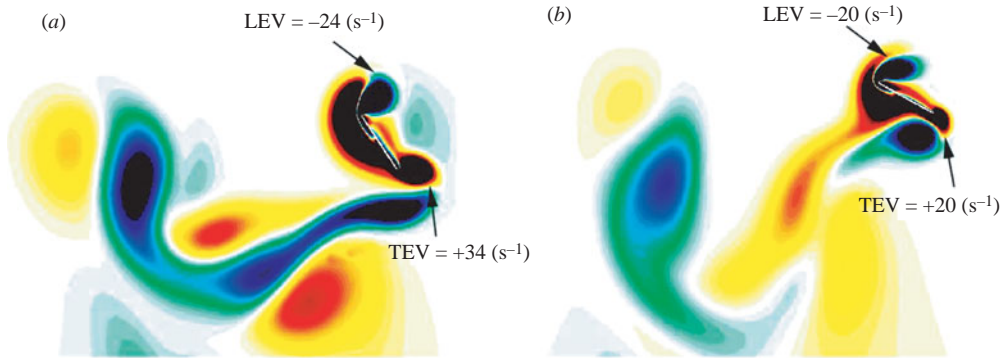 (a)
LEV = –24 (s⁻¹)
TEV = +34 (s⁻¹)
(b)
LEV = –20 (s⁻¹)
TEV = +20 (s⁻¹)